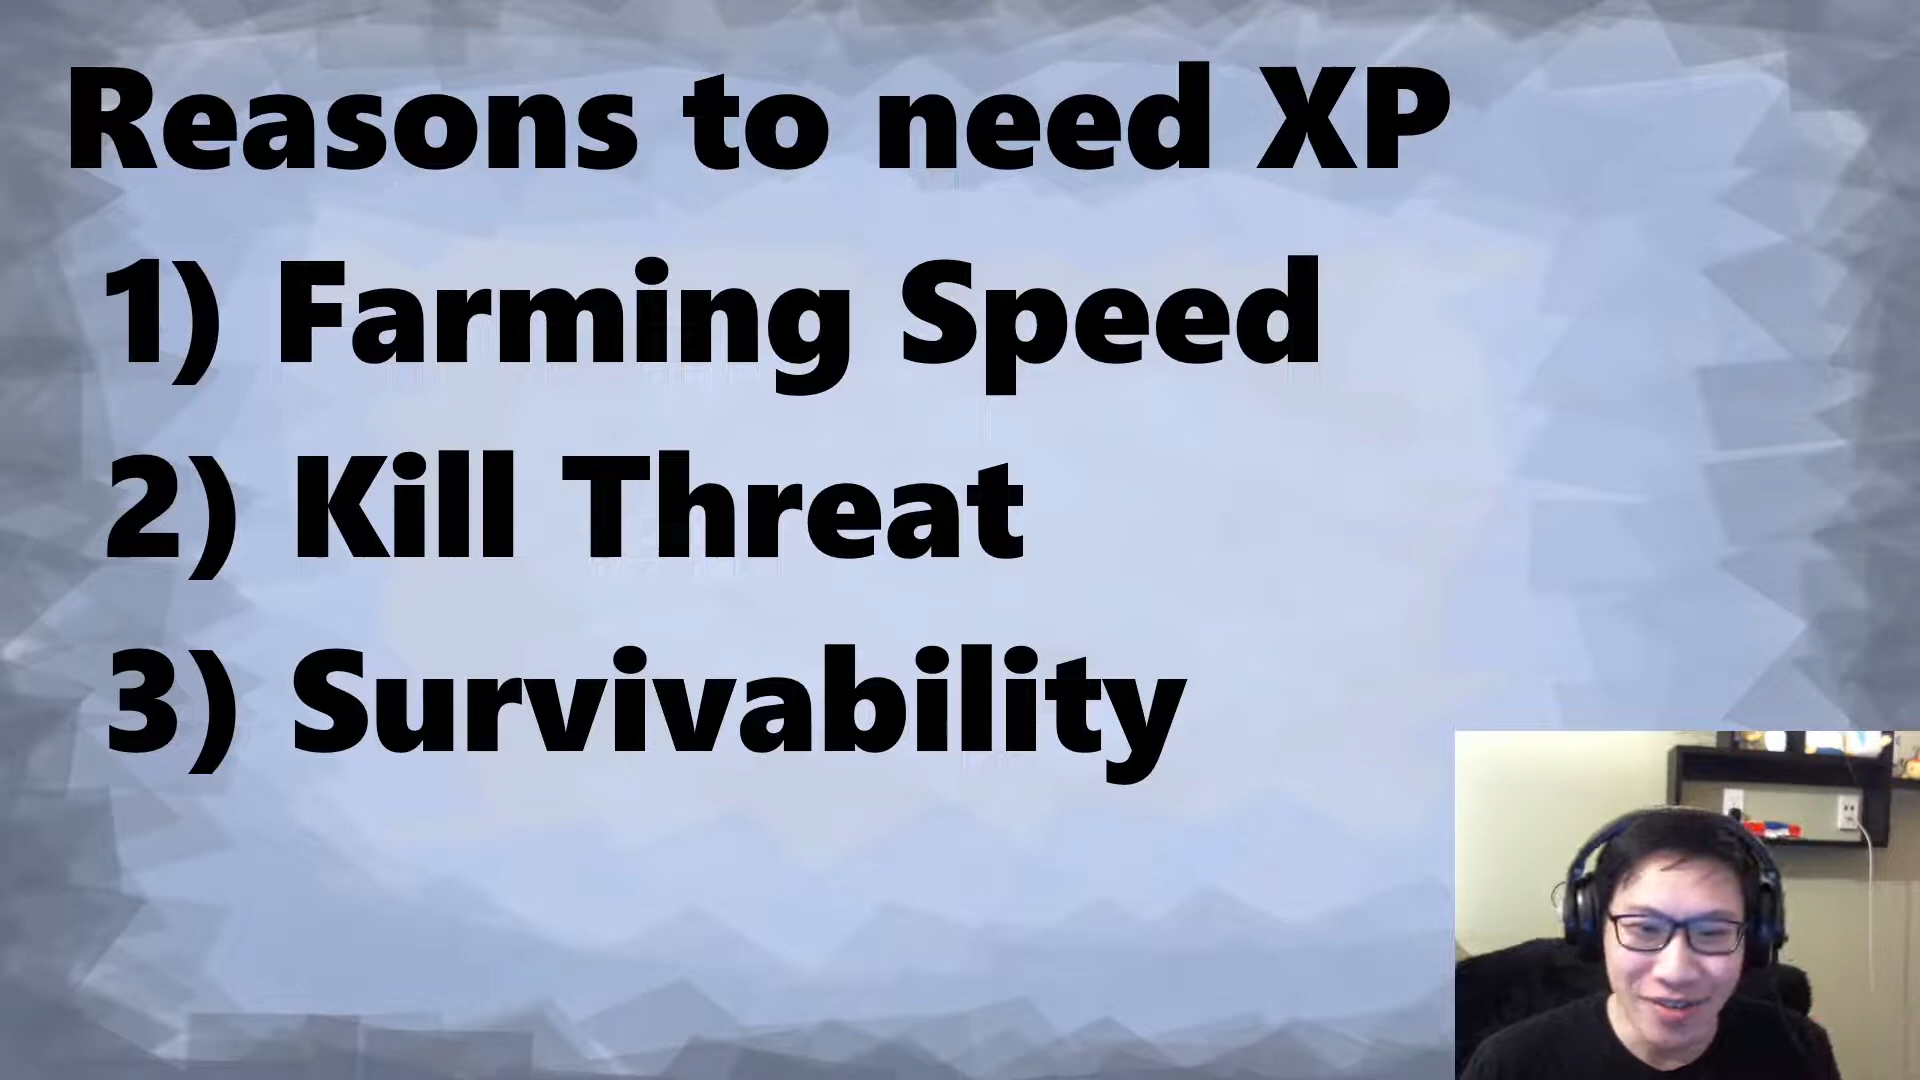 Reasons to need XP
1) Farming Speed
2) Kill Threat
3) Survivability